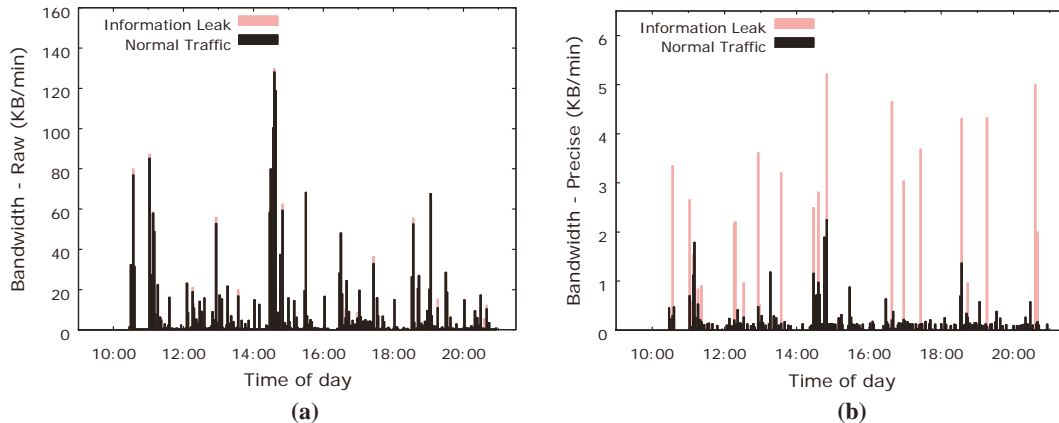 160
140
120
100
80
60
40
20
0
Bandwidth - Raw (KB/min)
Information Leak
Normal Traffic
10:00 12:00 14:00 16:00 18:00 20:00
Time of day
(a)
6
5
4
3
2
1
0
Bandwidth - Precise (KB/min)
Information Leak
Normal Traffic
10:00 12:00 14:00 16:00 18:00 20:00
Time of day
(b)